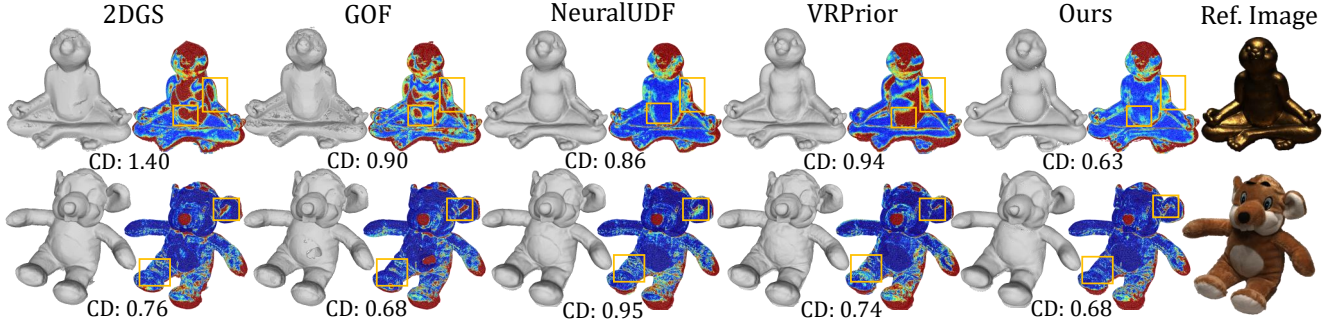 2DGS GOF NeuralUDF VRPrior Ours Ref. Image
CD: 1.40 CD: 0.90 CD: 0.86 CD: 0.94 CD: 0.63
CD: 0.76 CD: 0.68 CD: 0.95 CD: 0.74 CD: 0.68